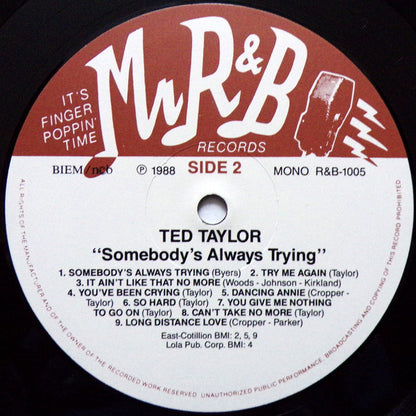 IT'S
FINGER
POPPIN'
TIME
Mr R&B
RECORDS
BIEM/ncb
℗ 1988
SIDE 2
MONO R&B-1005
TED TAYLOR
"Somebody's Always Trying"
1. SOMEBODY'S ALWAYS TRYING (Byers) 2. TRY ME AGAIN (Taylor)
3. IT AIN'T LIKE THAT NO MORE (Woods - Johnson - Kirkland)
4. YOU'VE BEEN CRYING (Taylor) 5. DANCING ANNIE (Cropper -
Taylor) 6. SO HARD (Taylor) 7. YOU GIVE ME NOTHING
TO GO ON (Taylor) 8. CAN'T TAKE NO MORE (Taylor)
9. LONG DISTANCE LOVE (Cropper - Parker)
East-Cotillion BMI: 2, 5, 9
Lola Pub. Corp. BMI: 4
ALL RIGHTS OF THE MANUFACTURER AND OF THE OWNER OF THE RECORDED WORK RESERVED. UNAUTHORIZED PUBLIC PERFORMANCE, BROADCASTING AND COPYING OF THIS RECORD PROHIBITED.